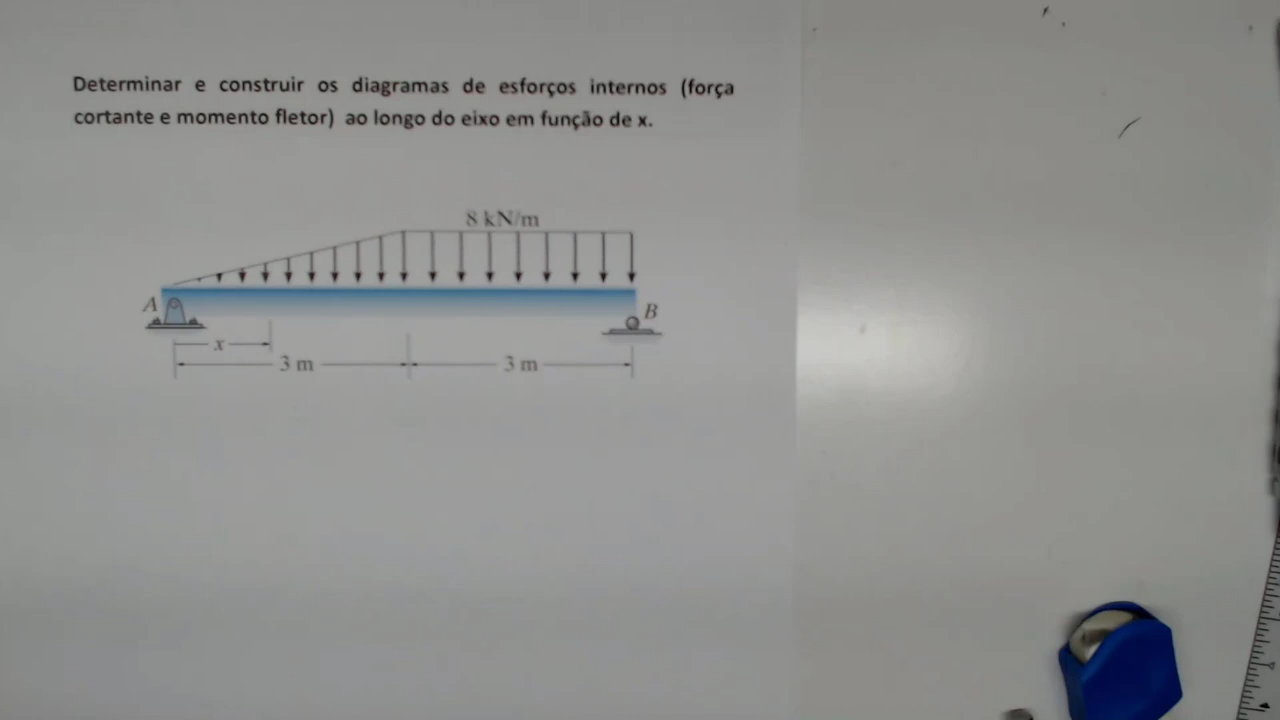 Determinar e construir os diagramas de esforços internos (força
cortante e momento fletor) ao longo do eixo em função de x.
8 kN/m
A
B
x
3 m
3 m